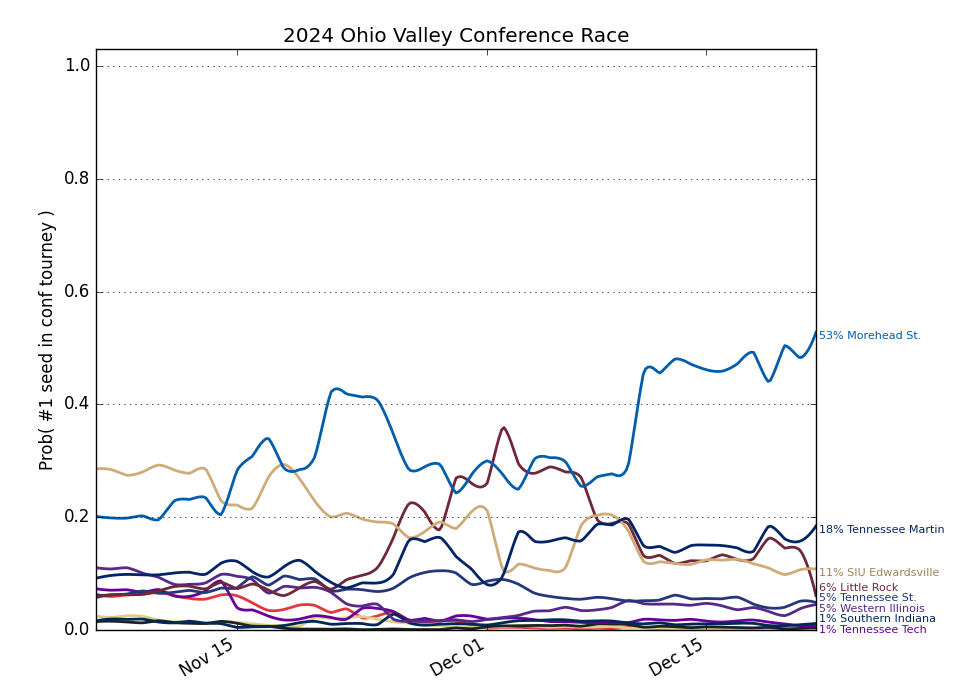 2024 Ohio Valley Conference Race
Prob( #1 seed in conf tourney )
1.0
0.8
0.6
0.4
0.2
0.0
Nov 15
Dec 01
Dec 15
53% Morehead St.
18% Tennessee Martin
11% SIU Edwardsville
6% Little Rock
5% Tennessee St.
5% Western Illinois
1% Southern Indiana
1% Tennessee Tech